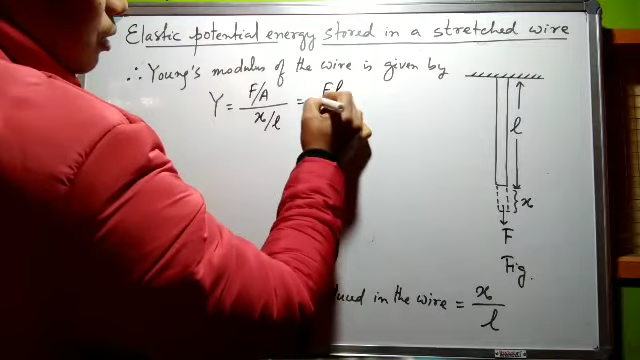 Elastic potential energy stored in a stretched wire
∴ Young's modulus of the wire is given by
Y = F/A / x/l = Fl
l
x
F
Fig.
in the wire = x / l